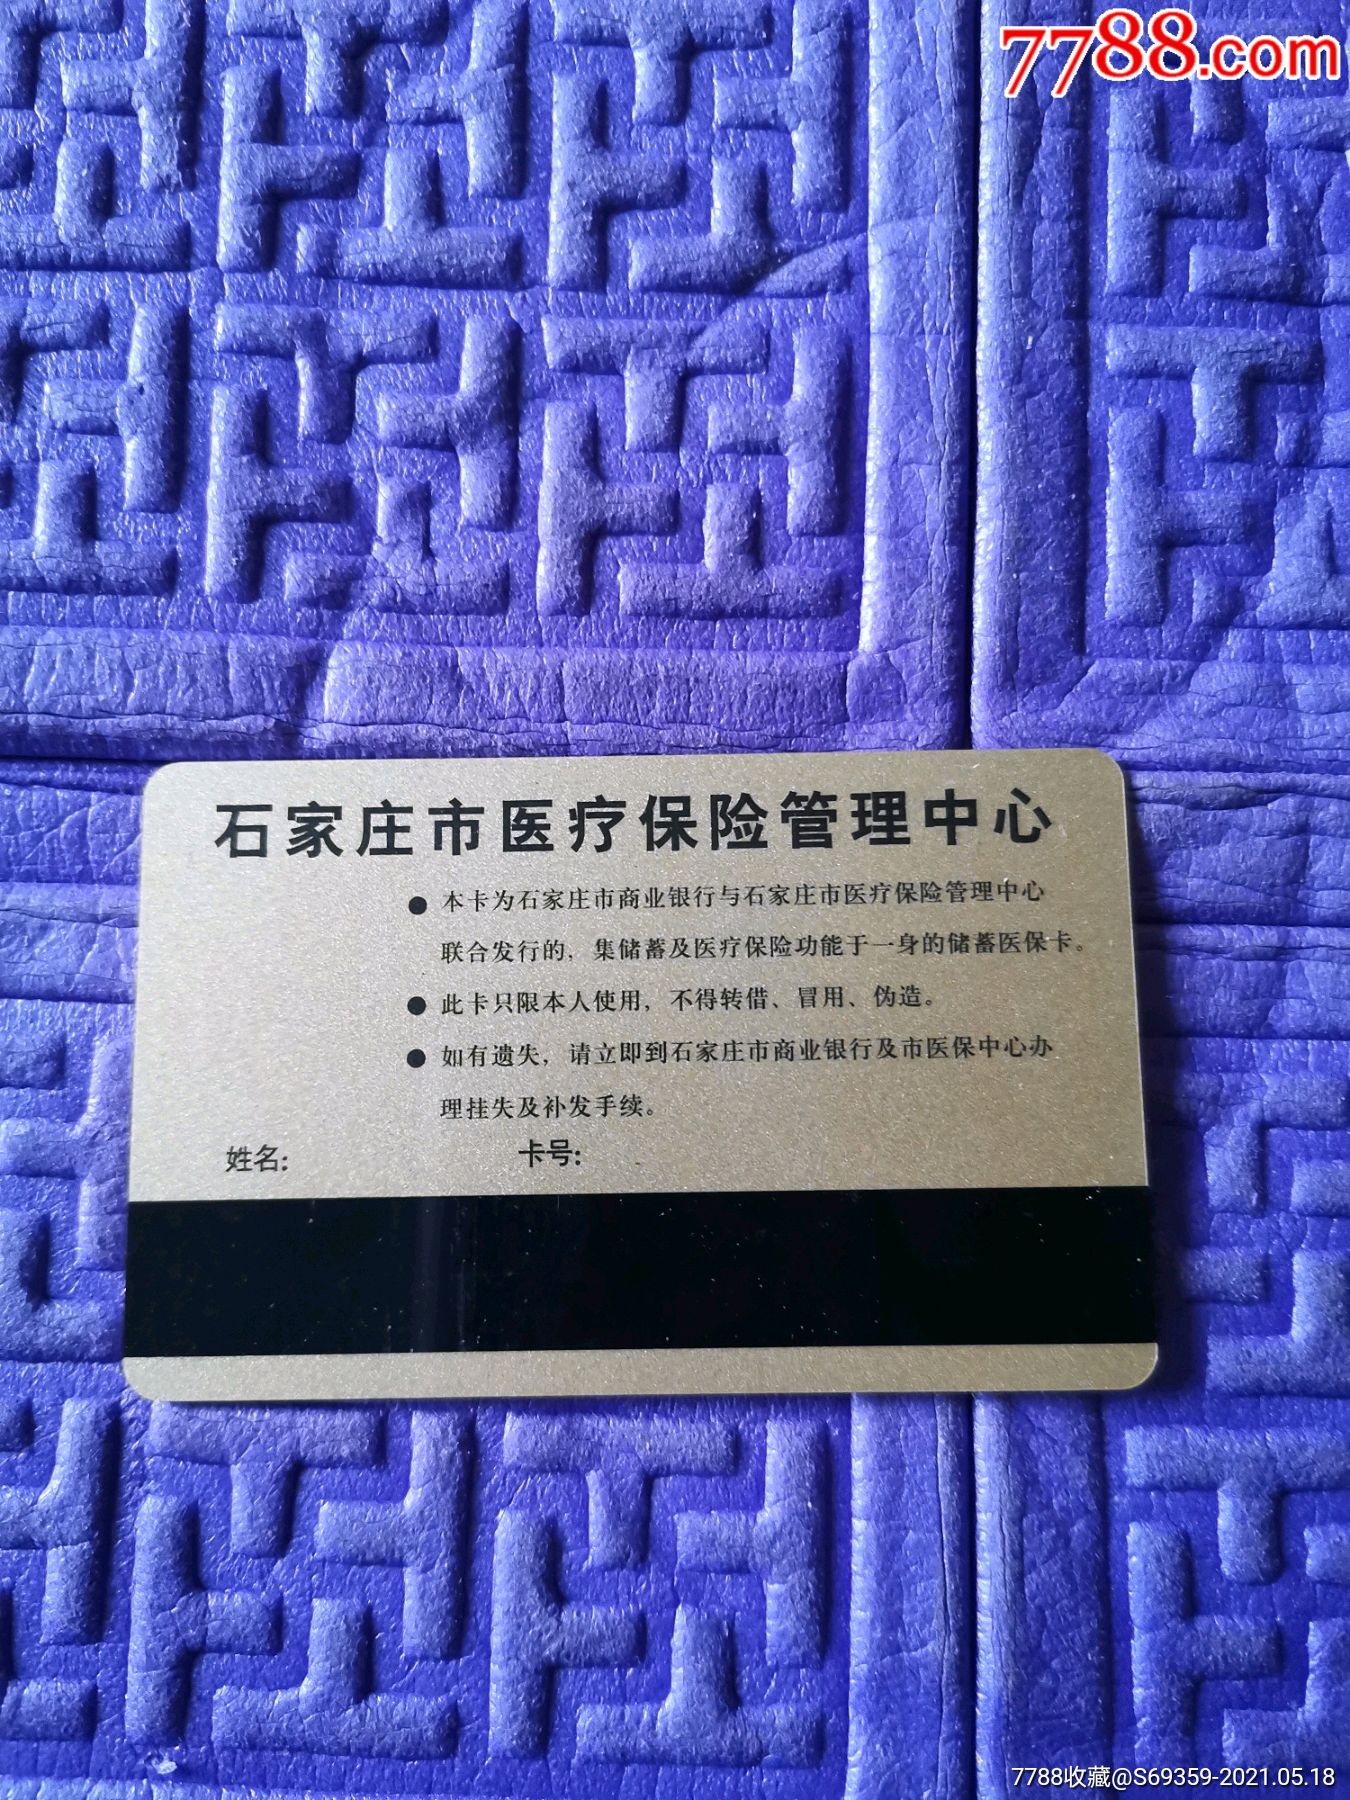 7788.com
石家庄市医疗保险管理中心
●本卡为石家庄市商业银行与石家庄市医疗保险管理中心
联合发行的，集储蓄及医疗保险功能于一身的储蓄医保卡。
●此卡只限本人使用，不得转借、冒用、伪造。
●如有遗失，请立即到石家庄市商业银行及市医保中心办
理挂失及补发手续。
姓名: 卡号:
7788收藏@S69359-2021.05.18